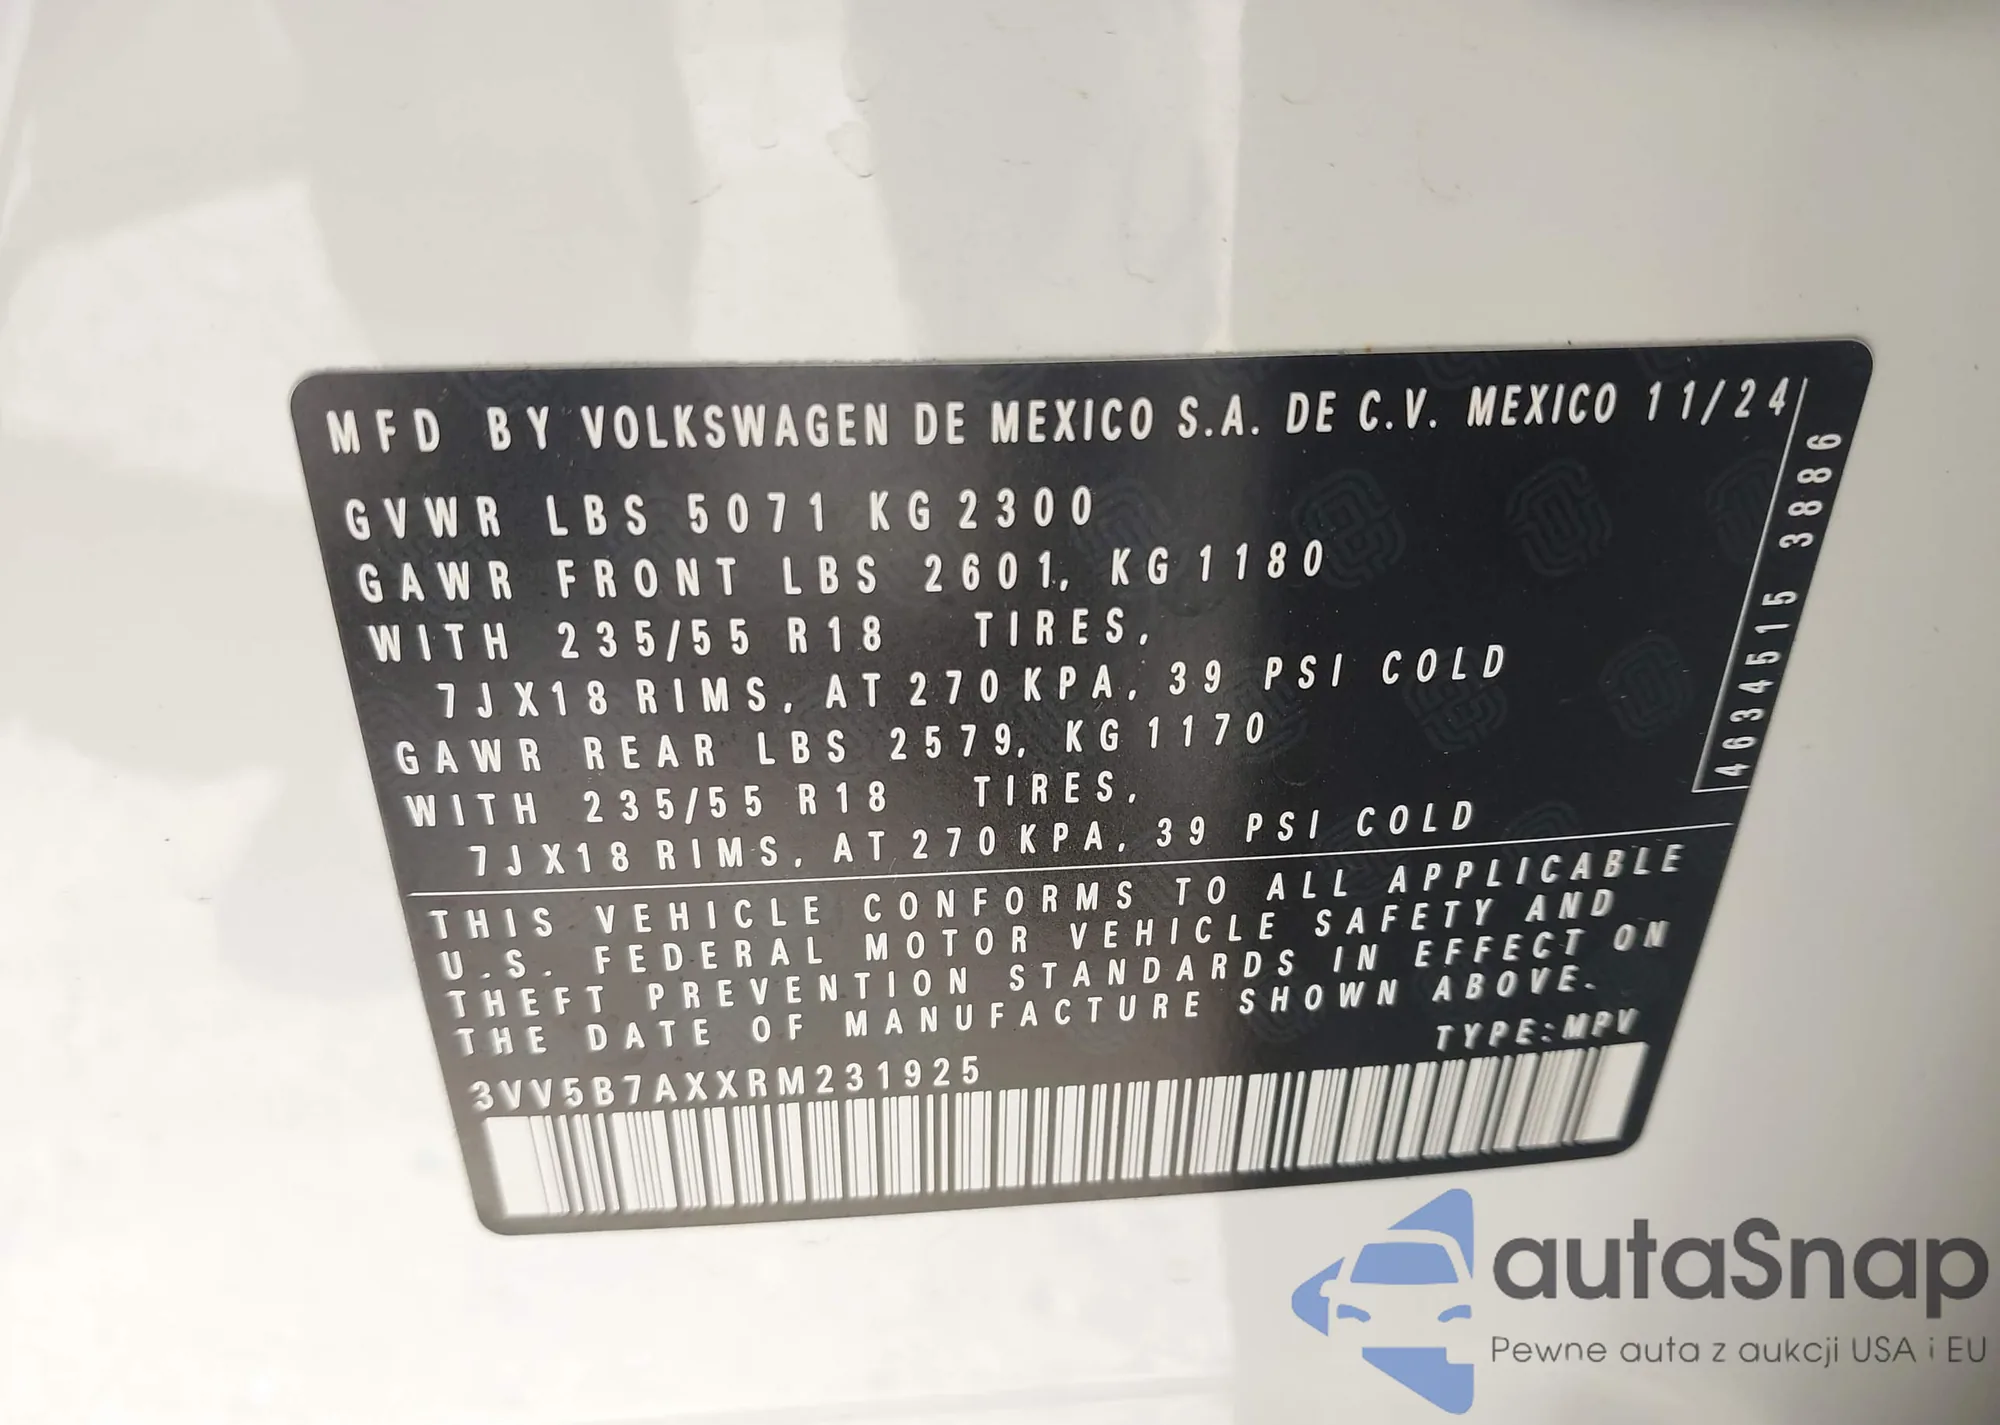 MFD BY VOLKSWAGEN DE MEXICO S.A. DE C.V. MEXICO 11/24
GVWR LBS 5071 KG 2300
GAWR FRONT LBS 2601, KG 1180
WITH 235/55 R18 TIRES,
7JX18 RIMS, AT 270 KPA, 39 PSI COLD
GAWR REAR LBS 2579, KG 1170
WITH 235/55 R18 TIRES,
7JX18 RIMS, AT 270 KPA, 39 PSI COLD
4634515 3886
THIS VEHICLE CONFORMS TO ALL APPLICABLE
U.S. FEDERAL MOTOR VEHICLE SAFETY AND
THEFT PREVENTION STANDARDS IN EFFECT ON
THE DATE OF MANUFACTURE SHOWN ABOVE.
TYPE:MPV
3VV5B7AXXRM231925
autaSnap
Pewne auta z aukcji USA i EU